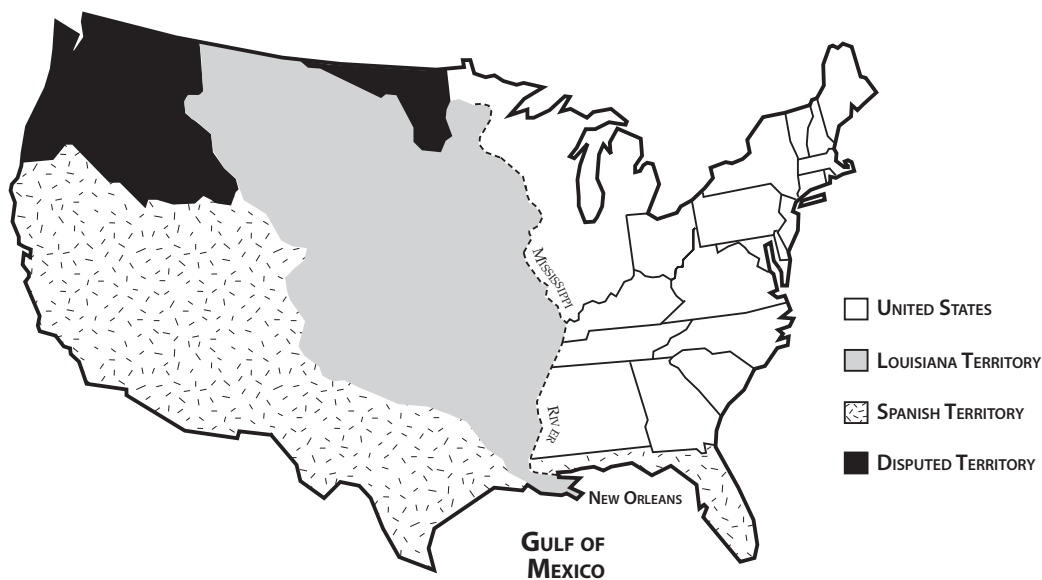 MISSISSIPPI
RIVER
NEW ORLEANS
GULF OF
MEXICO
UNITED STATES
LOUISIANA TERRITORY
SPANISH TERRITORY
DISPUTED TERRITORY